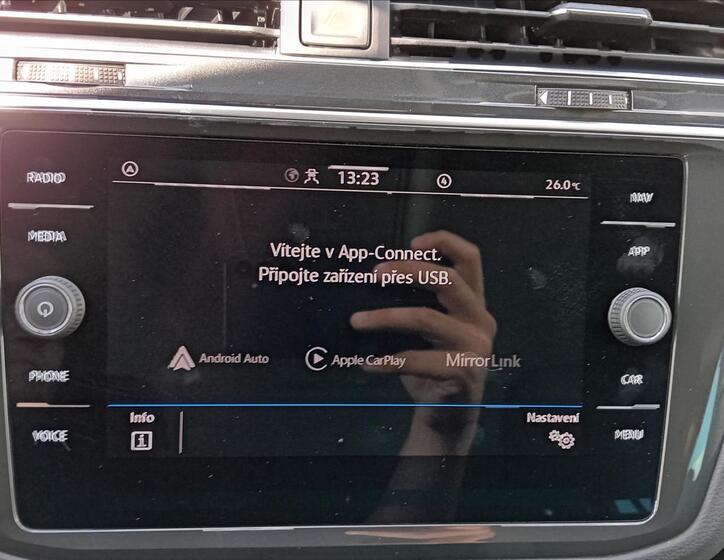 RADIO
MEDIA
PHONE
VOICE
13:23
4
26.0°C
Vítejte v App-Connect.
Připojte zařízení přes USB.
Android Auto
Apple CarPlay
MirrorLink
Info
Nastavení
NAV
APP
CAR
MENU